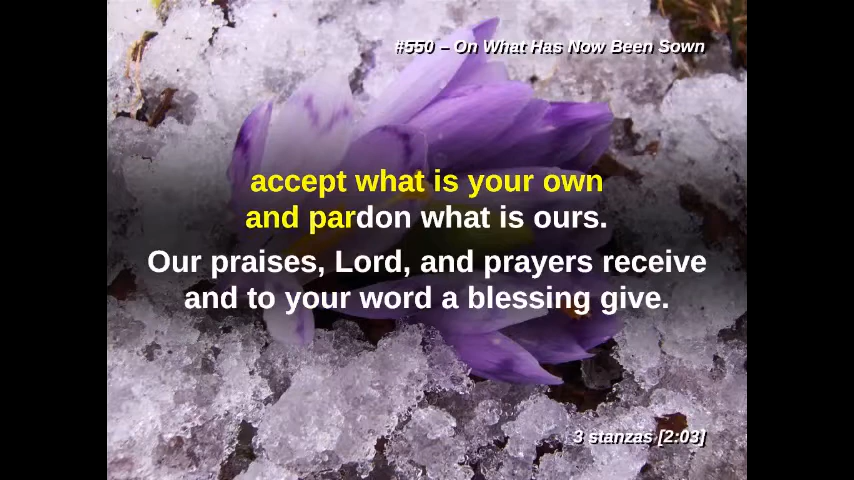 #550 – On What Has Now Been Sown
accept what is your own
and pardon what is ours.
Our praises, Lord, and prayers receive
and to your word a blessing give.
3 stanzas [2:03]